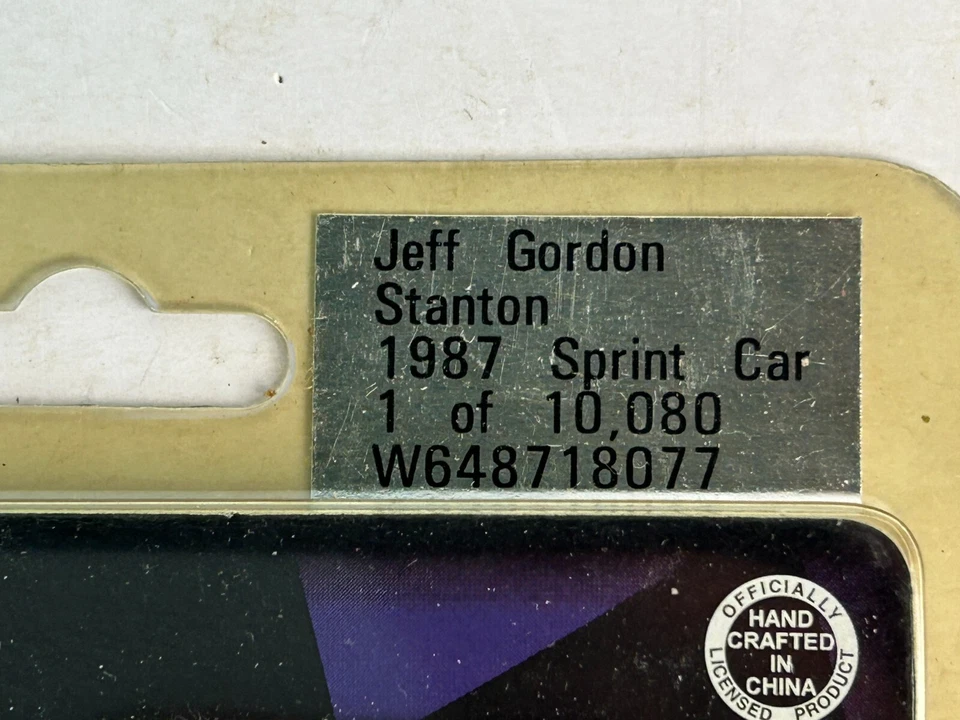 Jeff Gordon
Stanton
1987 Sprint Car
1 of 10,080
W648718077
OFFICIALLY
HAND
CRAFTED
IN
CHINA
LICENSED PRODUCT